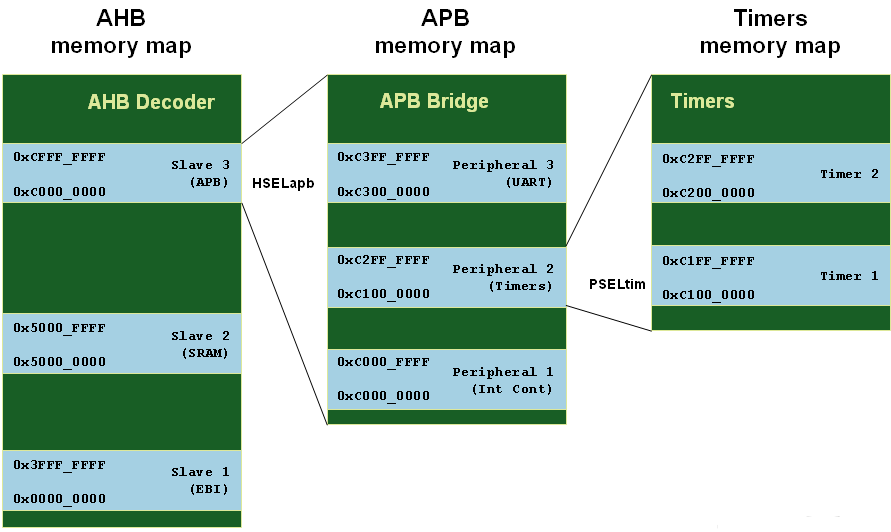 AHB
memory map
AHB Decoder
0xCFFF_FFFF
Slave 3
(APB)
0xC000_0000
0x5000_FFFF
Slave 2
(SRAM)
0x5000_0000
0x3FFF_FFFF
Slave 1
(EBI)
0x0000_0000
HSELapb
APB
memory map
APB Bridge
0xC3FF_FFFF
Peripheral 3
(UART)
0xC300_0000
0xC2FF_FFFF
Peripheral 2
(Timers)
0xC100_0000
0xC000_FFFF
Peripheral 1
(Int Cont)
0xC000_0000
PSELtim
Timers
memory map
Timers
0xC2FF_FFFF
Timer 2
0xC200_0000
0xC1FF_FFFF
Timer 1
0xC100_0000